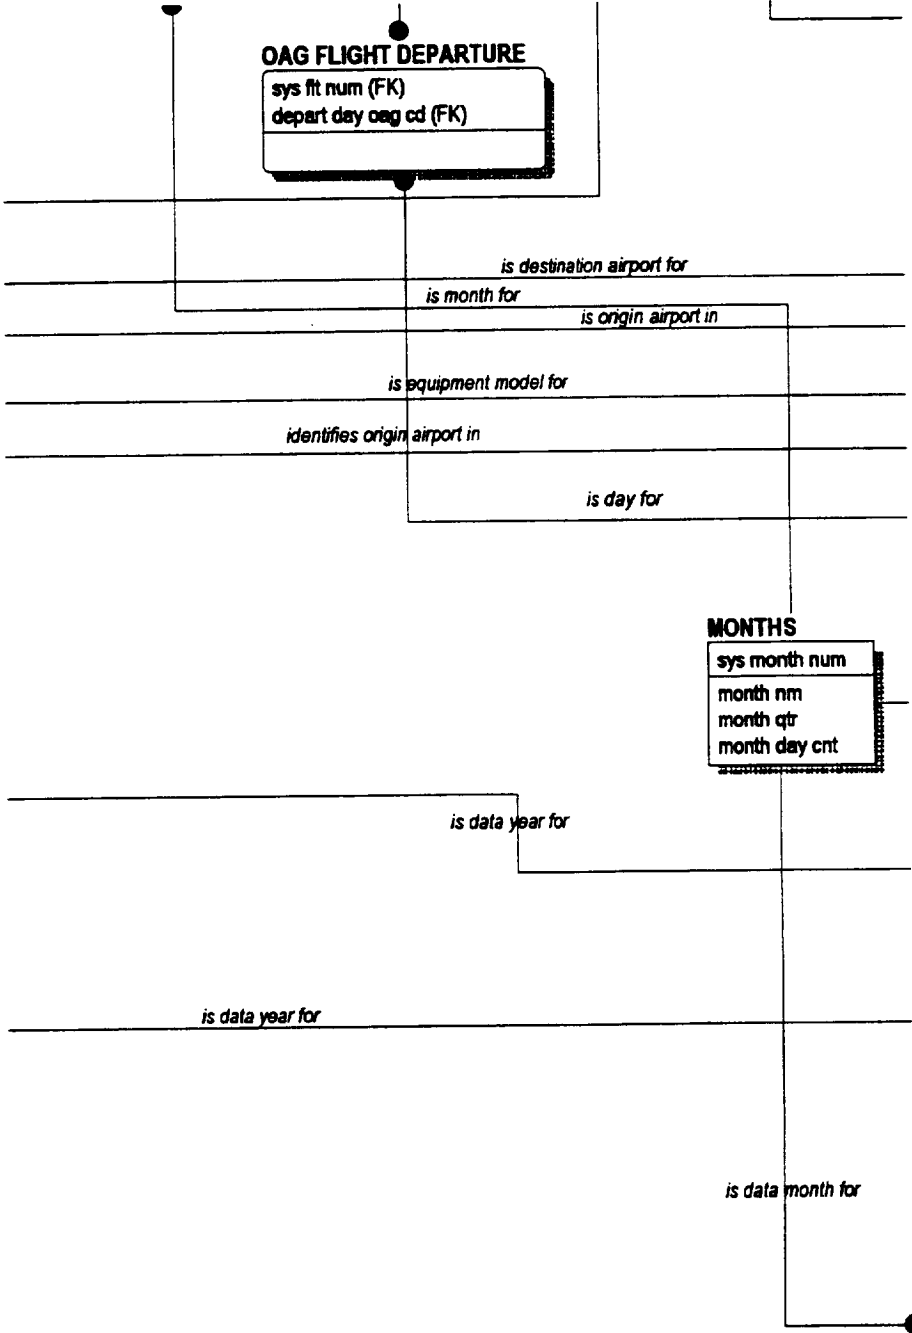 OAG FLIGHT DEPARTURE
sys flt num (FK)
depart day oag cd (FK)
is destination airport for
is month for
is origin airport in
is equipment model for
identifies origin airport in
is day for
MONTHS
sys month num
month nm
month qtr
month day cnt
is data year for
is data year for
is data month for